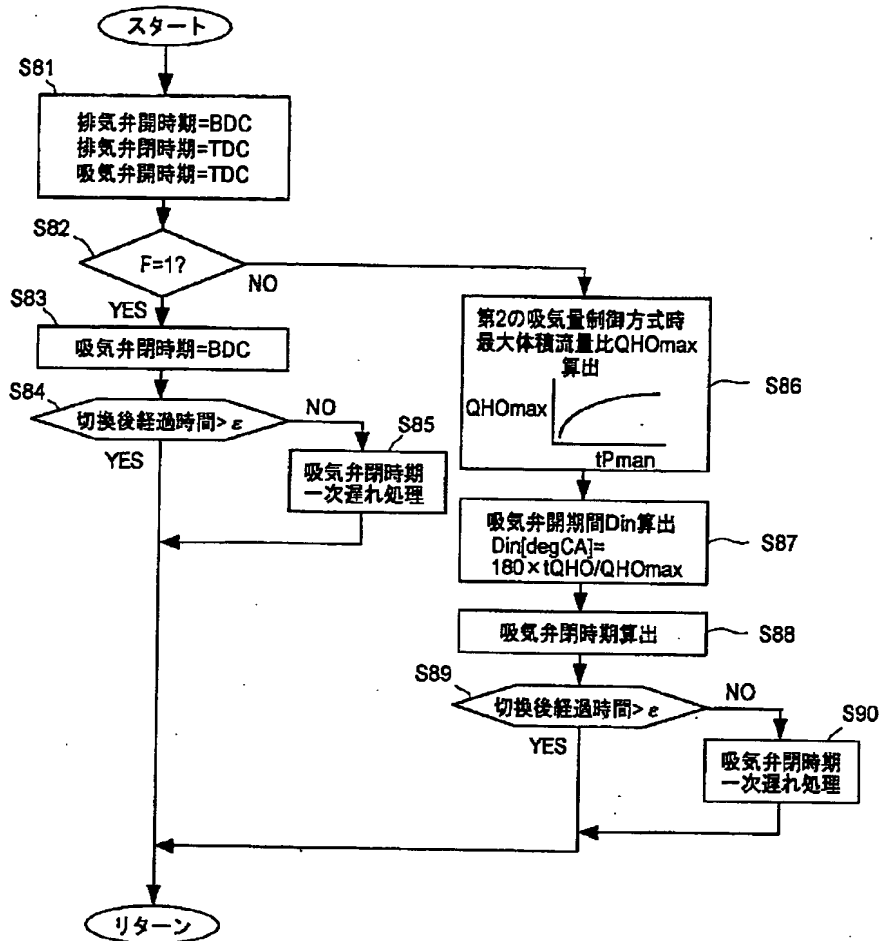 スタート
S81
排気弁開時期=BDC
排気弁閉時期=TDC
吸気弁開時期=TDC
S82
F=1?
NO
YES
S83
吸気弁閉時期=BDC
S84
切換後経過時間>ε
NO
YES
S85
吸気弁閉時期
一次遅れ処理
第2の吸気量制御方式時
最大体積流量比QHOmax
算出
QHOmax
tPman
S86
吸気弁開期間Din算出
Din[degCA]=
180×tQHO/QHOmax
S87
吸気弁閉時期算出
S88
S89
切換後経過時間>ε
NO
YES
S90
吸気弁閉時期
一次遅れ処理
リターン